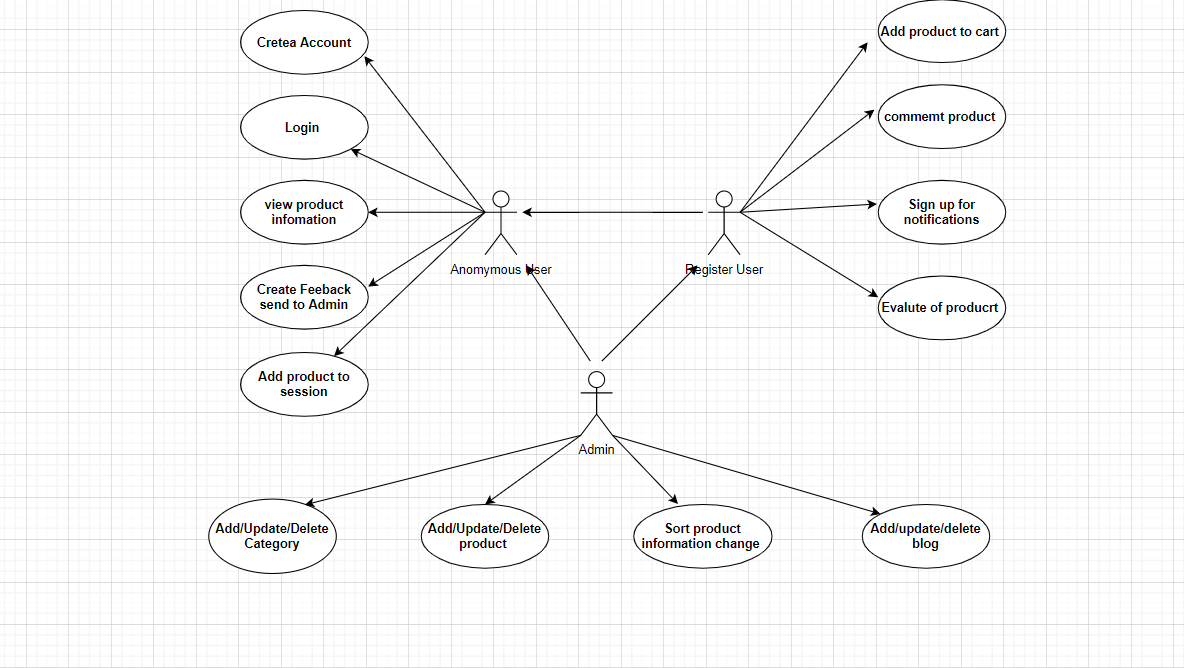 Cretea Account
Login
view product
infomation
Create Feeback
send to Admin
Add product to
session
Anomymous User
Register User
Add product to cart
commemt product
Sign up for
notifications
Evalute of producrt
Admin
Add/Update/Delete
Category
Add/Update/Delete
product
Sort product
information change
Add/update/delete
blog